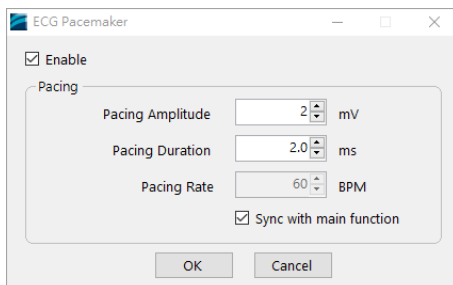 ECG Pacemaker
Enable
Pacing
Pacing Amplitude 2 mV
Pacing Duration 2.0 ms
Pacing Rate 60 BPM
Sync with main function
OK Cancel